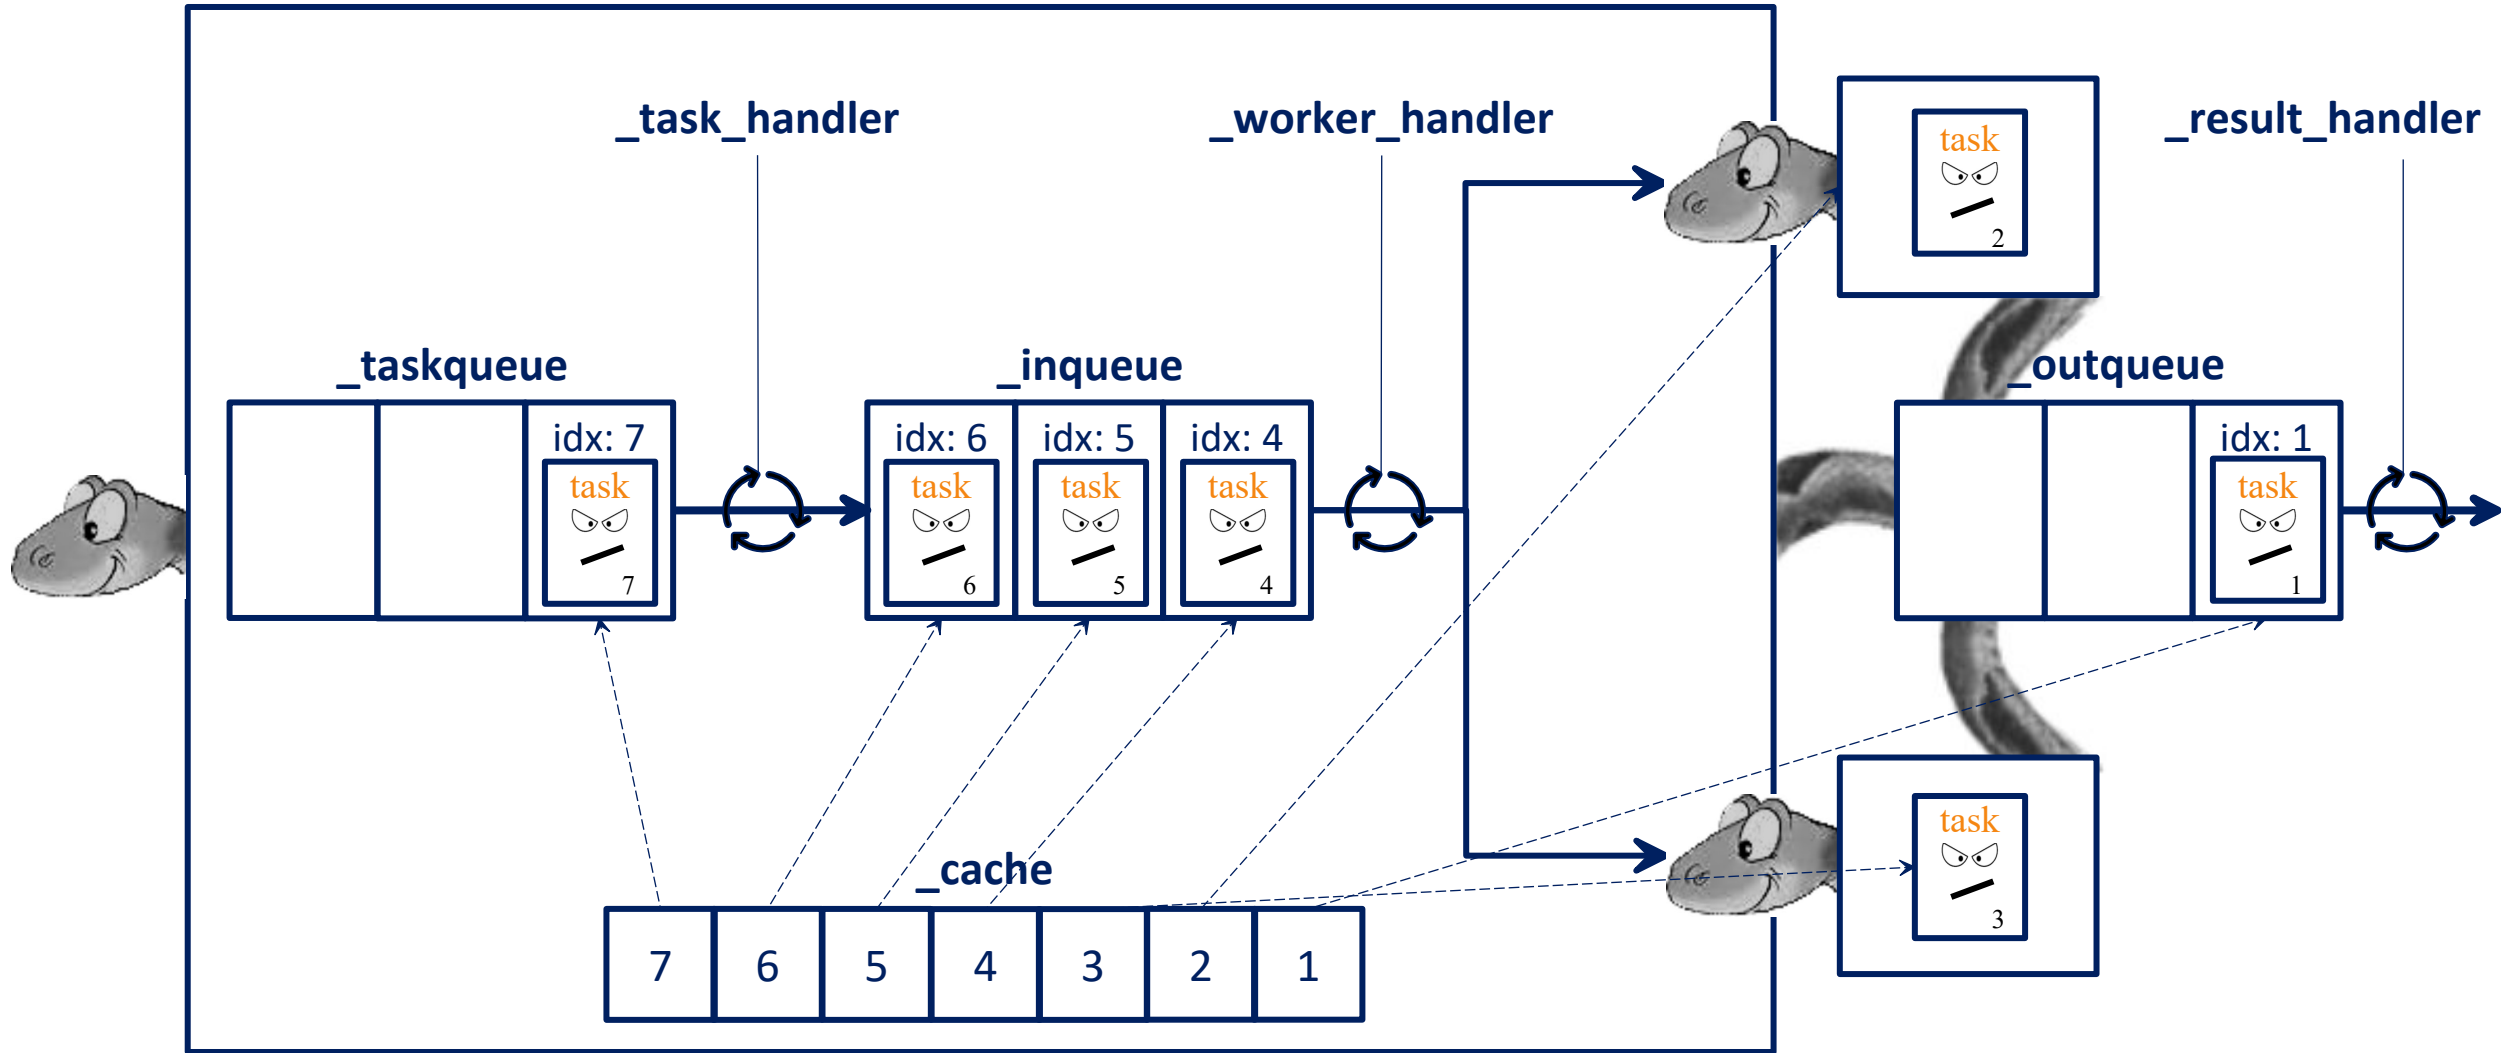 _task_handler
_worker_handler
_result_handler
task
2
_taskqueue
_inqueue
_outqueue
idx: 7
task
7
idx: 6
task
6
idx: 5
task
5
idx: 4
task
4
idx: 1
task
1
_cache
7
6
5
4
3
2
1
task
3